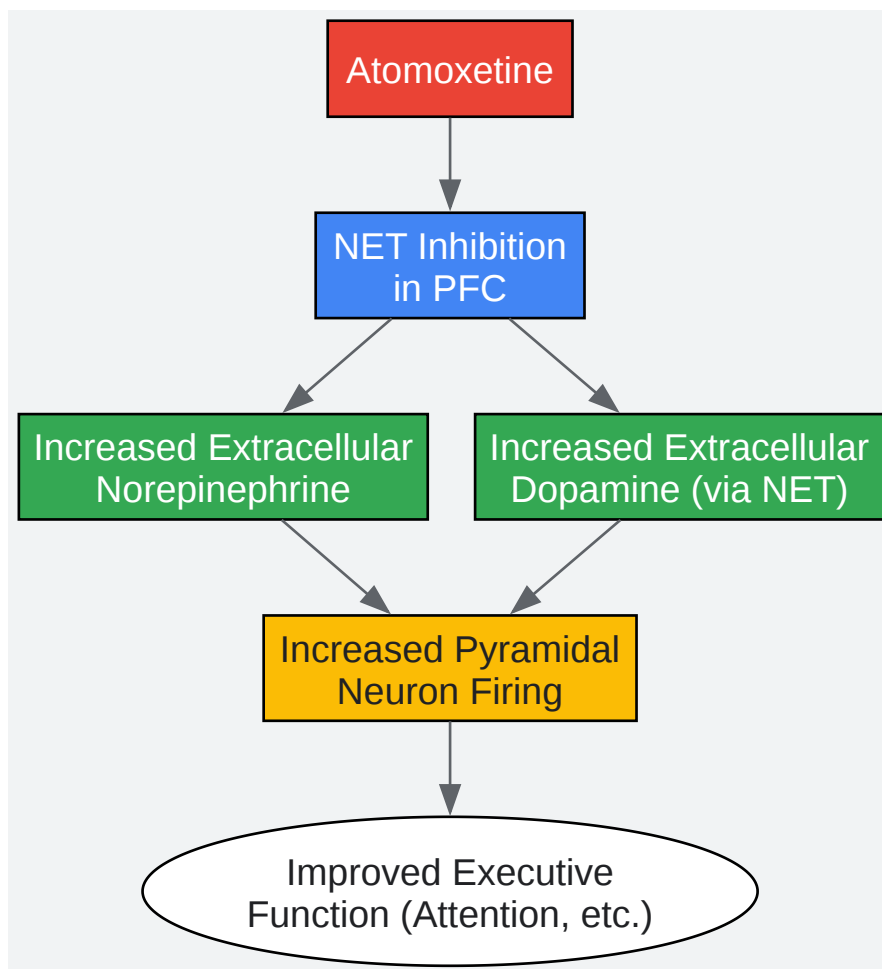 Atomoxetine
NET Inhibition
in PFC
Increased Extracellular
Norepinephrine
Increased Extracellular
Dopamine (via NET)
Increased Pyramidal
Neuron Firing
Improved Executive
Function (Attention, etc.)